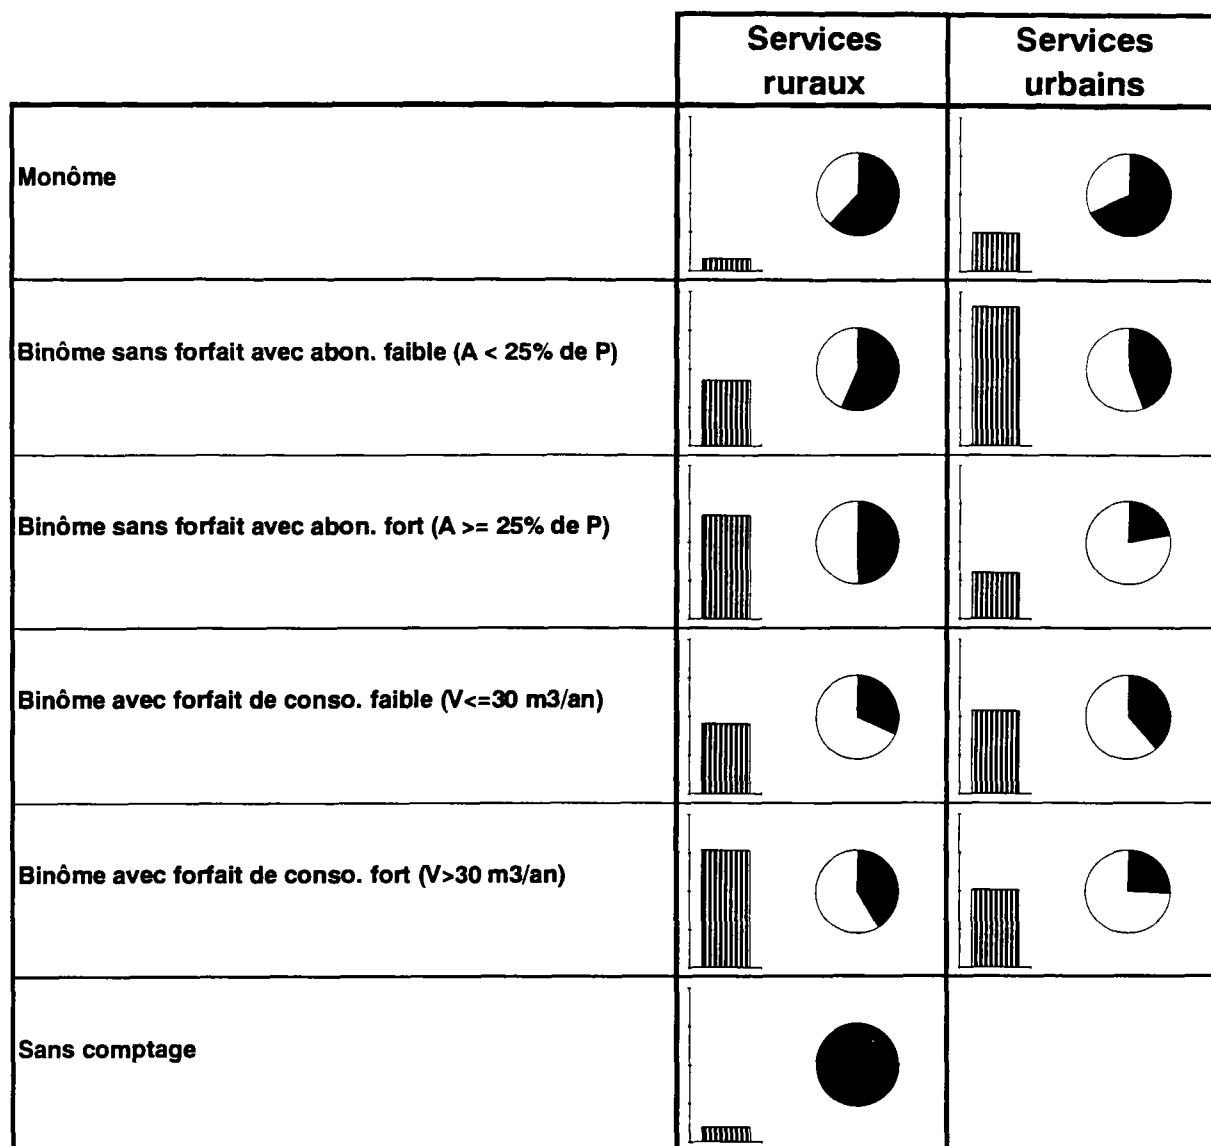 Services ruraux
Services urbains
Monôme
Binôme sans forfait avec abon. faible (A < 25% de P)
Binôme sans forfait avec abon. fort (A >= 25% de P)
Binôme avec forfait de conso. faible (V<=30 m3/an)
Binôme avec forfait de conso. fort (V>30 m3/an)
Sans comptage